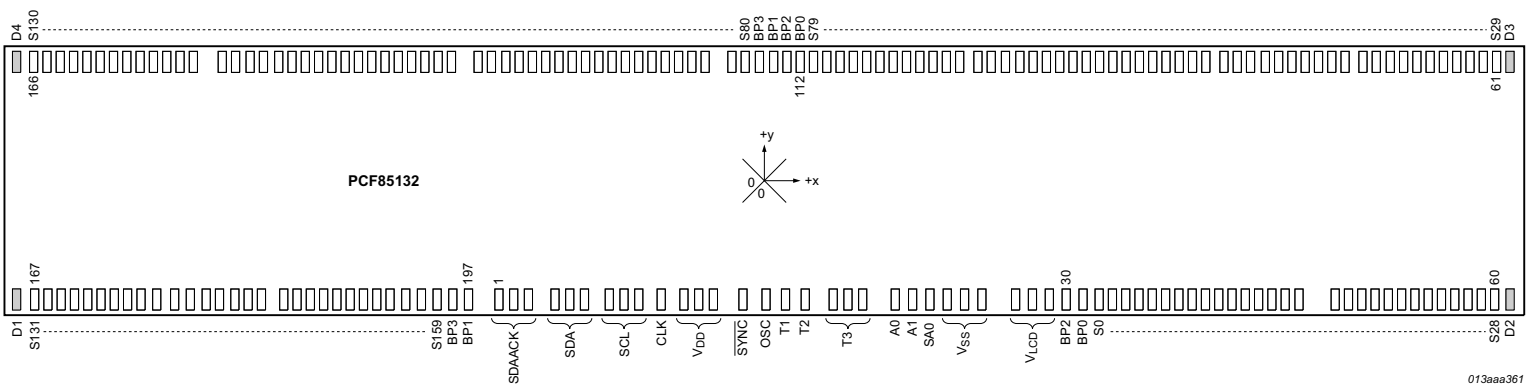 D4
S130
S80
BP3
BP1
BP2
BP0
S79
S29
D3
166
112
61
+y
PCF85132
0
0
+x
167
197
1
30
60
D1
S131
S159
BP3
BP1
SDAACK
SDA
SCL
CLK
VDD
SYNC
OSC
T1
T2
T3
A0
A1
SA0
VSS
VLCD
BP2
BP0
S0
S28
D2
013aaa361